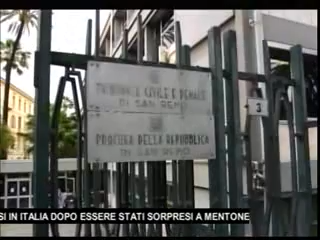 TRIBUNALE CIVILE E PENALE
DI SAN REMO
PROCURA DELLA REPUBBLICA
DI SAN REMO
3
SI IN ITALIA DOPO ESSERE STATI SORPRESI A MENTONE